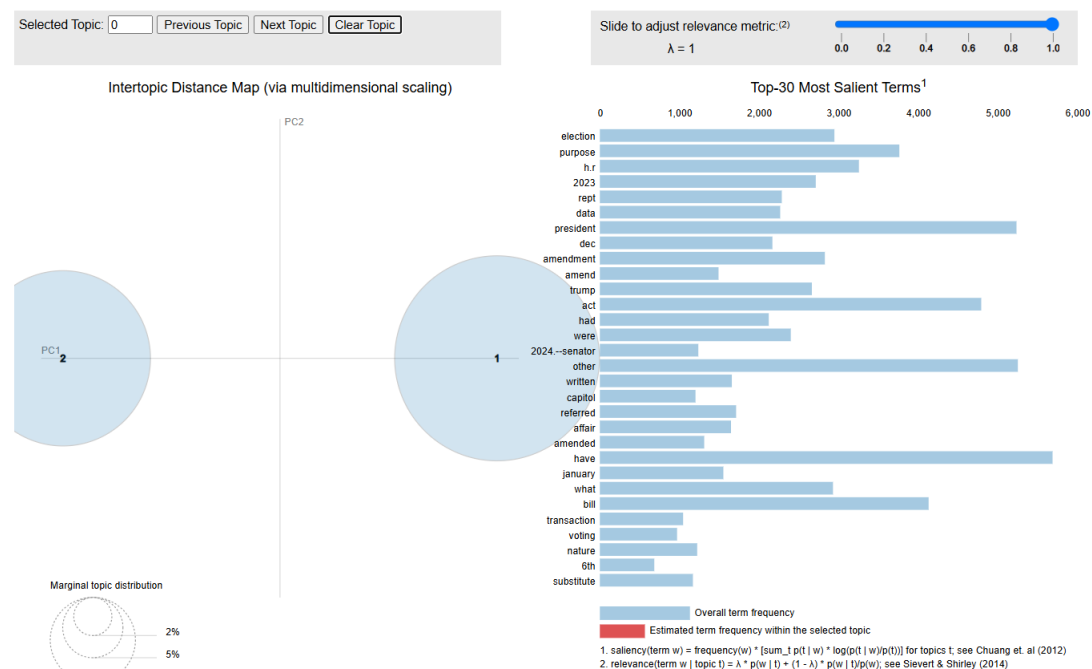 Selected Topic: 0 Previous Topic Next Topic Clear Topic
Slide to adjust relevance metric:(2)
λ = 1
0.0 0.2 0.4 0.6 0.8 1.0
Intertopic Distance Map (via multidimensional scaling)
PC2
PC1
2
1
Marginal topic distribution
2%
5%
Top-30 Most Salient Terms1
0 1,000 2,000 3,000 4,000 5,000 6,000
election
purpose
h.r
2023
rept
data
president
dec
amendment
amend
trump
act
had
were
2024.--senator
other
written
capitol
referred
affair
amended
have
january
what
bill
transaction
voting
nature
6th
substitute
Overall term frequency
Estimated term frequency within the selected topic
1. saliency(term w) = frequency(w) * [sum_t p(t | w) * log(p(t | w)/p(t))] for topics t; see Chuang et. al (2012)
2. relevance(term w | topic t) = λ * p(w | t) + (1 - λ) * p(w | t)/p(w); see Sievert & Shirley (2014)